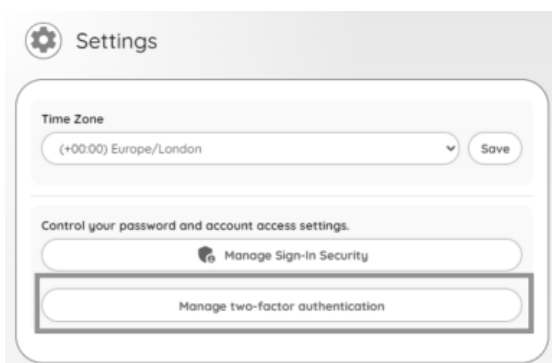 Settings
Time Zone
(+00:00) Europe/London
Save
Control your password and account access settings.
Manage Sign-In Security
Manage two-factor authentication